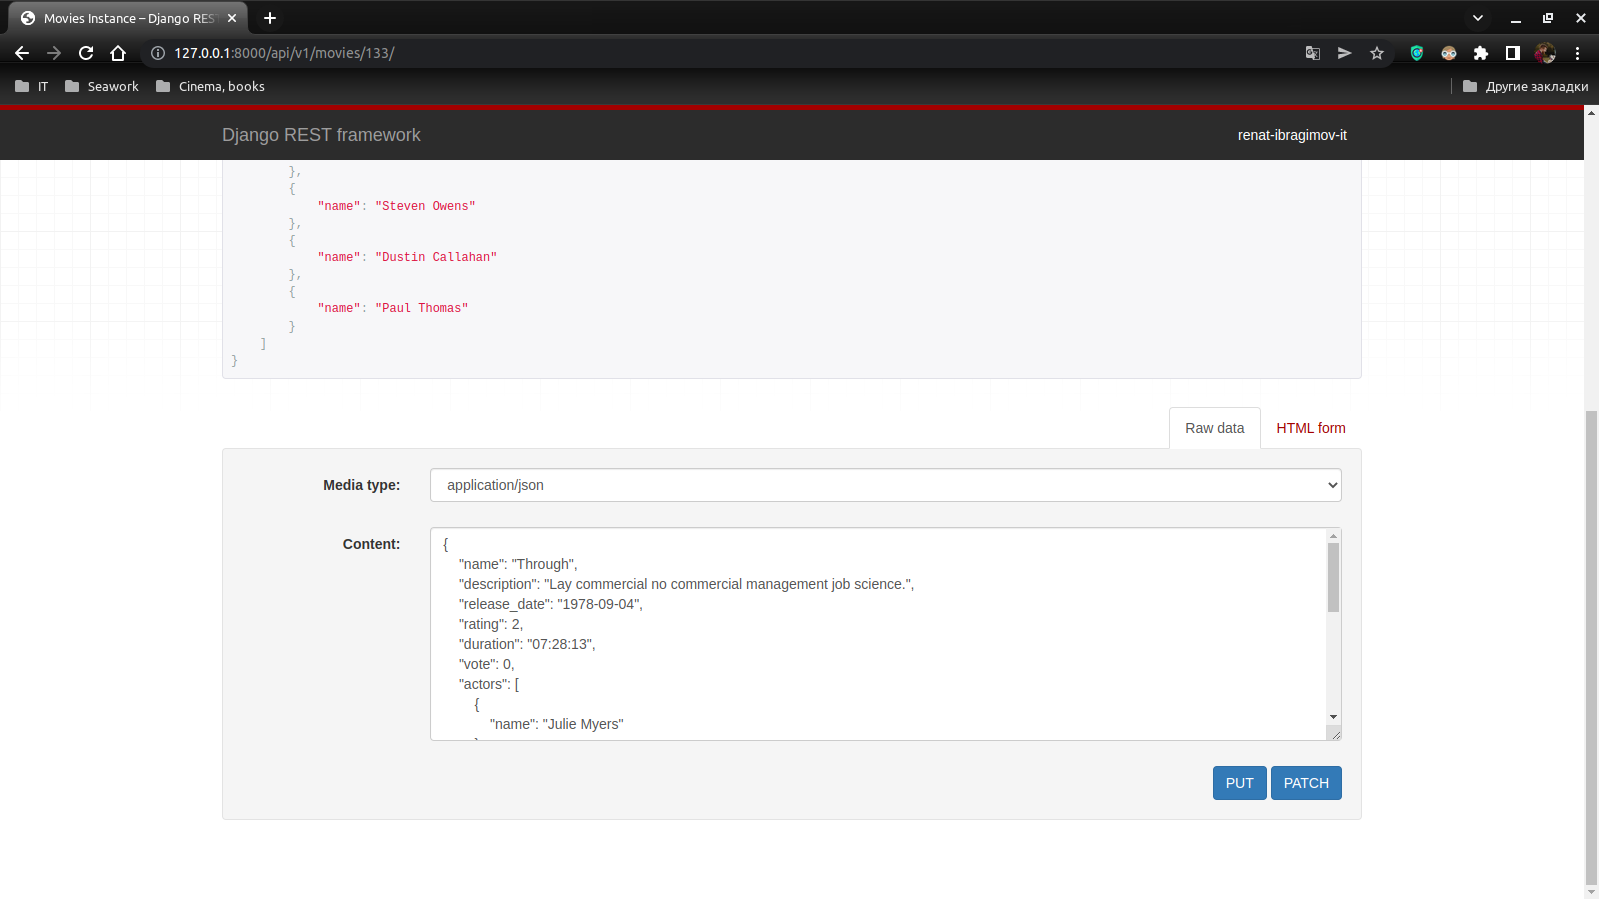 Movies Instance – Django RES
127.0.0.1:8000/api/v1/movies/133/
IT
Seawork
Cinema, books
Другие закладки
Django REST framework
renat-ibragimov-it
},
{
"name": "Steven Owens"
},
{
"name": "Dustin Callahan"
},
{
"name": "Paul Thomas"
}
]
}
Raw data
HTML form
Media type:
application/json
Content:
{
"name": "Through",
"description": "Lay commercial no commercial management job science.",
"release_date": "1978-09-04",
"rating": 2,
"duration": "07:28:13",
"vote": 0,
"actors": [
{
"name": "Julie Myers"
PUT
PATCH